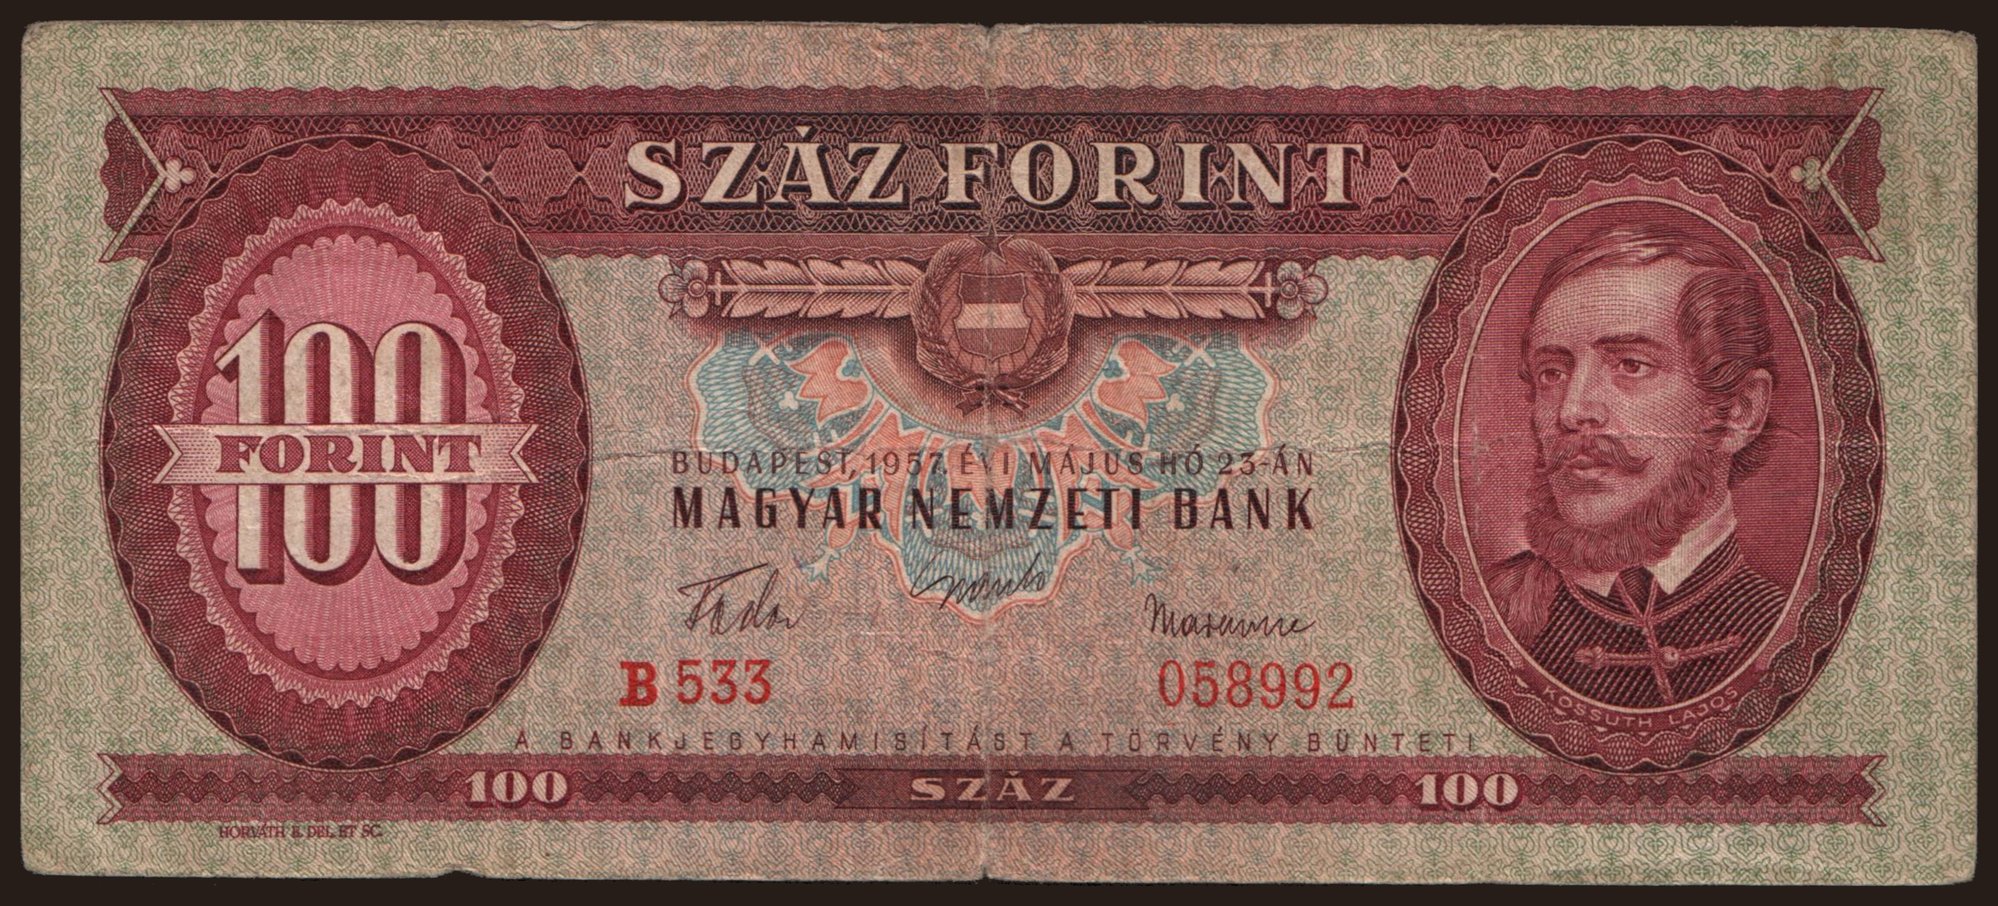 SZÁZ FORINT
100
FORINT
BUDAPEST, 1957. ÉVI MÁJUS HÓ 23-ÁN
MAGYAR NEMZETI BANK
B 533
058992
KOSSUTH LAJOS
A BANKJEGYHAMISÍTÁST A TÖRVÉNY BÜNTETI
100
SZÁZ
100
HORVÁTH E. DEL. ET SC.